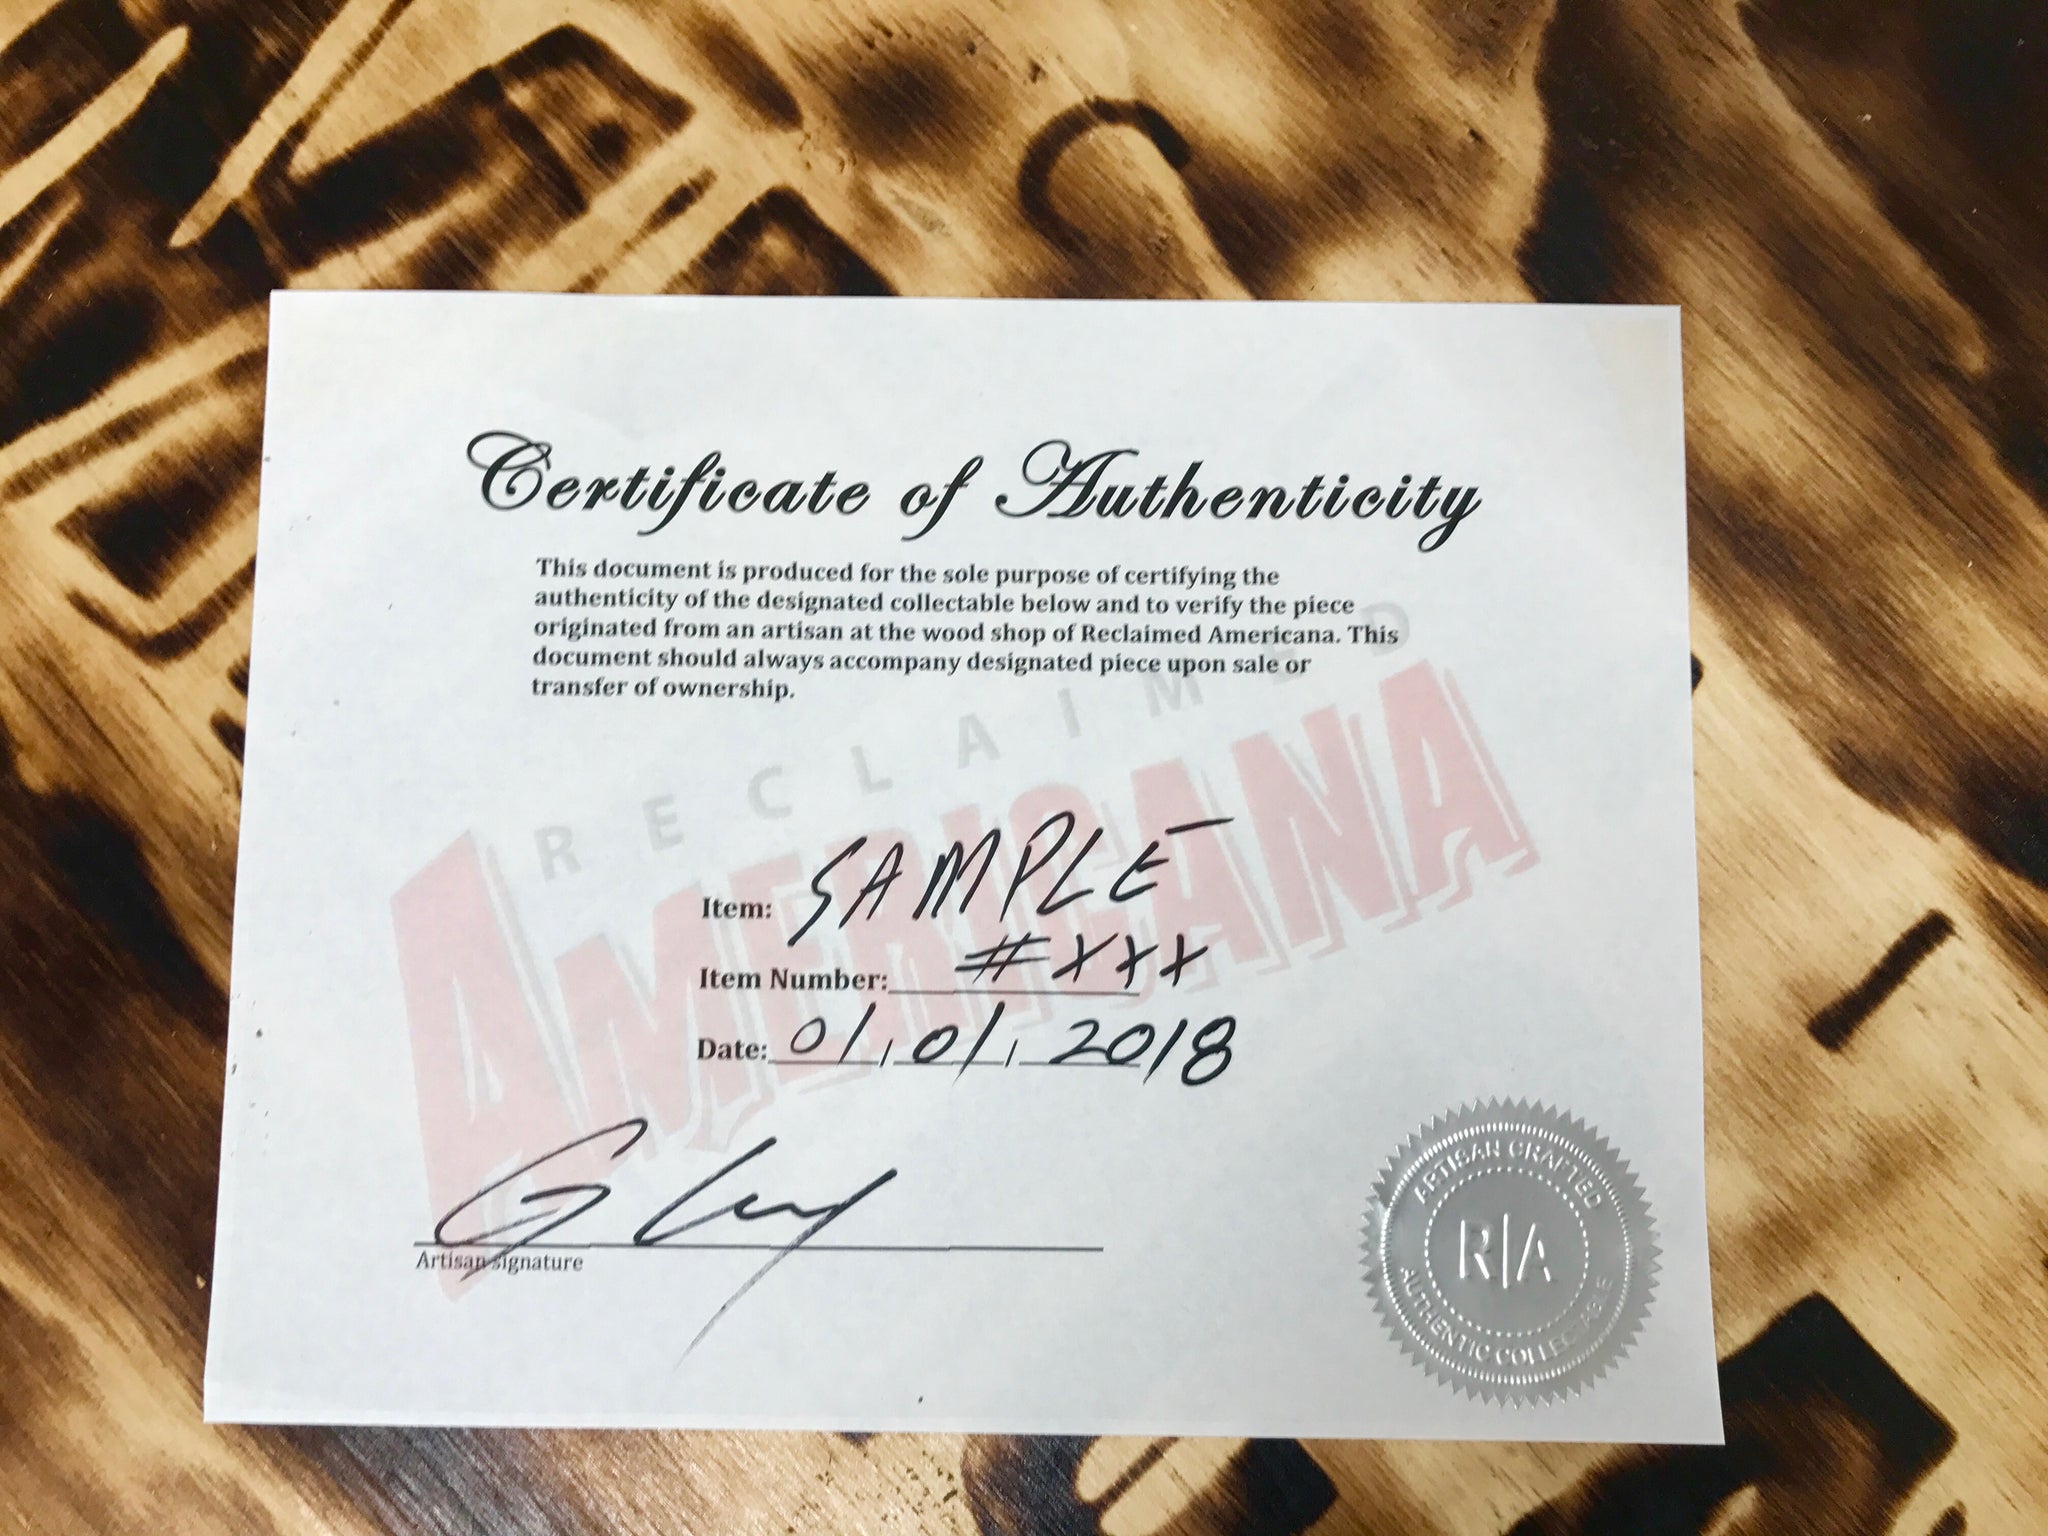 Certificate of Authenticity
This document is produced for the sole purpose of certifying the
authenticity of the designated collectable below and to verify the piece
originated from an artisan at the wood shop of Reclaimed Americana. This
document should always accompany designated piece upon sale or
transfer of ownership.
RECLAIMED
AMERICANA
Item: SAMPLE
Item Number: #XXX
Date: 01, 01, 2018
Artisan signature
ARTISAN CRAFTED
R|A
AUTHENTIC COLLECTABLE